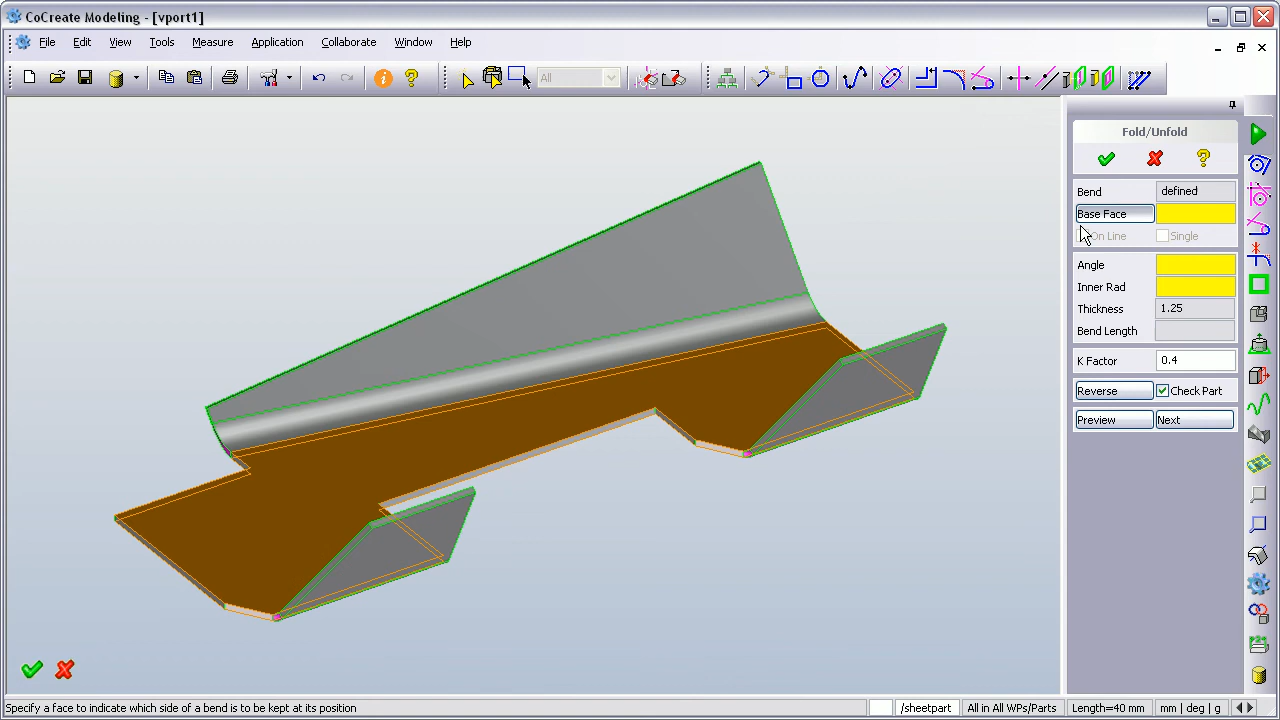 CoCreate Modeling - [vport1]
File Edit View Tools Measure Application Collaborate Window Help
All
Fold/Unfold
Bend defined
Base Face
On Line Single
Angle
Inner Rad
Thickness 1.25
Bend Length
K Factor 0.4
Reverse Check Part
Preview Next
Specify a face to indicate which side of a bend is to be kept at its position /sheetpart All in All WPs/Parts Length=40 mm mm | deg | g